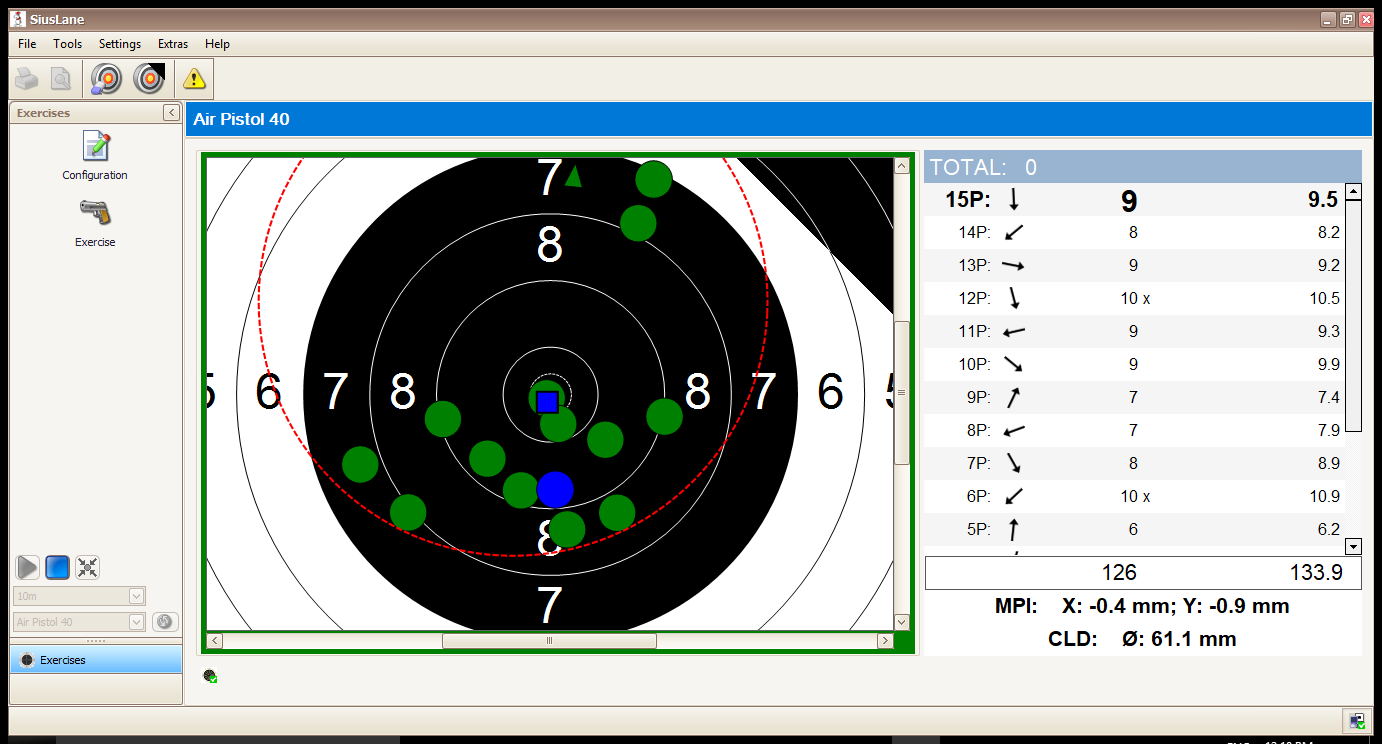 SiusLane
File Tools Settings Extras Help
Exercises
Configuration
Exercise
10m
Air Pistol 40
Exercises
Air Pistol 40
7
8
5 6 7 8 8 7 6 5
8
7
TOTAL: 0
15P: 9 9.5
14P: 8 8.2
13P: 9 9.2
12P: 10 x 10.5
11P: 9 9.3
10P: 9 9.9
9P: 7 7.4
8P: 7 7.9
7P: 8 8.9
6P: 10 x 10.9
5P: 6 6.2
126 133.9
MPI: X: -0.4 mm; Y: -0.9 mm
CLD: Ø: 61.1 mm